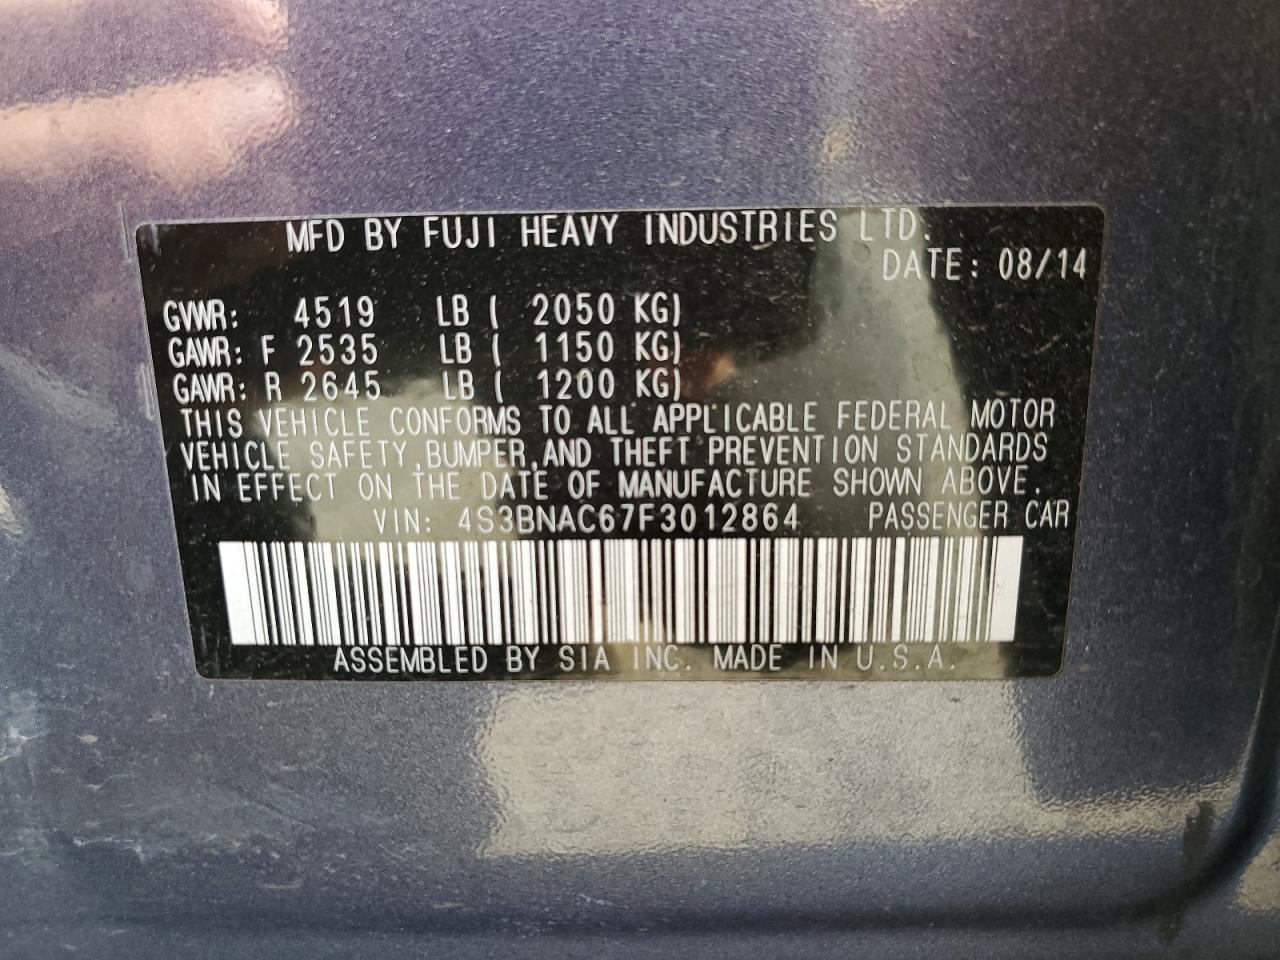 MFD BY FUJI HEAVY INDUSTRIES LTD.
DATE: 08/14
GVWR: 4519 LB ( 2050 KG)
GAWR: F 2535 LB ( 1150 KG)
GAWR: R 2645 LB ( 1200 KG)
THIS VEHICLE CONFORMS TO ALL APPLICABLE FEDERAL MOTOR
VEHICLE SAFETY,BUMPER,AND THEFT PREVENTION STANDARDS
IN EFFECT ON THE DATE OF MANUFACTURE SHOWN ABOVE.
VIN: 4S3BNAC67F3012864 PASSENGER CAR
ASSEMBLED BY SIA INC. MADE IN U.S.A.